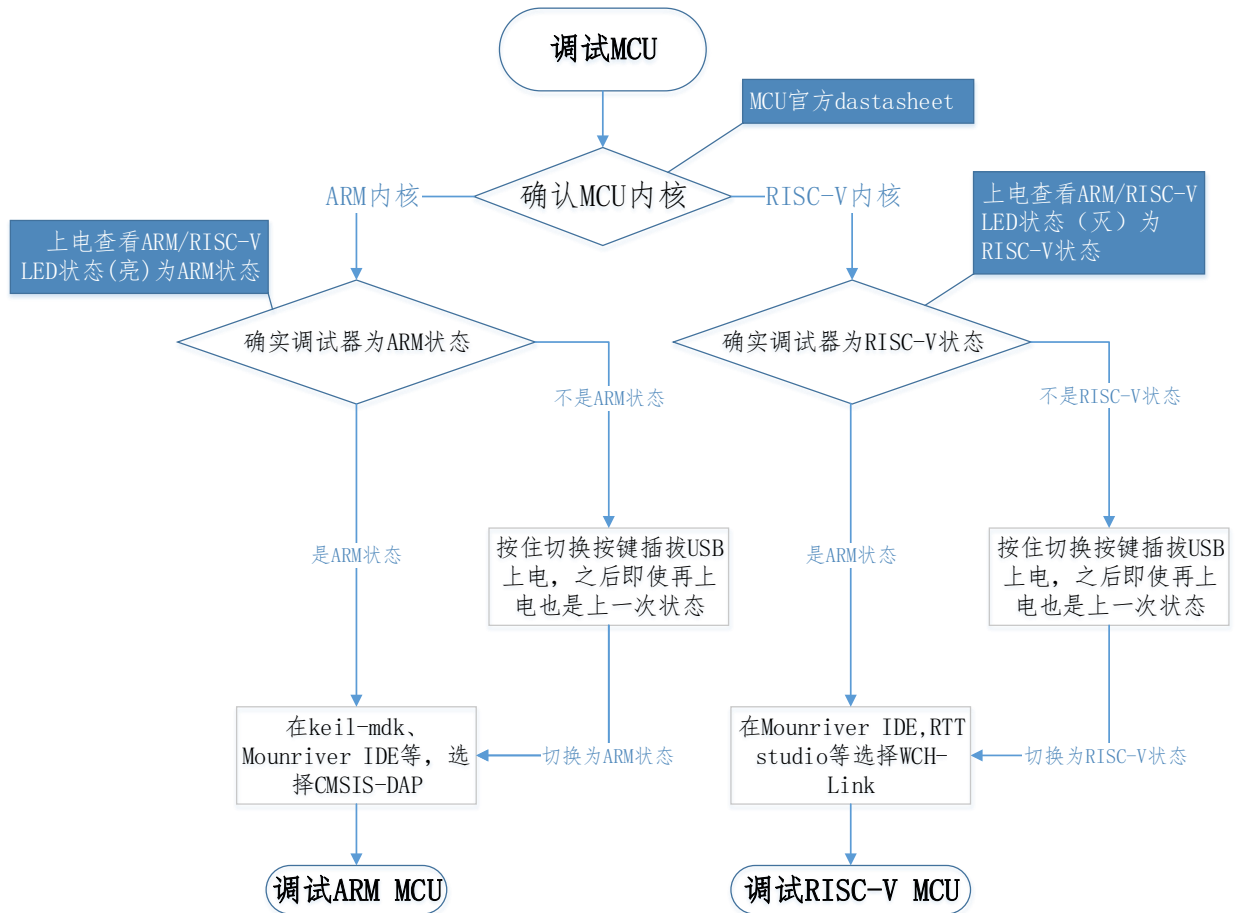 调试MCU
MCU官方dastasheet
ARM内核
确认MCU内核
RISC-V内核
上电查看ARM/RISC-V
LED状态(亮)为ARM状态
上电查看ARM/RISC-V
LED状态（灭）为
RISC-V状态
确实调试器为ARM状态
确实调试器为RISC-V状态
不是ARM状态
不是RISC-V状态
是ARM状态
按住切换按键插拔USB
上电，之后即使再上
电也是上一次状态
是ARM状态
按住切换按键插拔USB
上电，之后即使再上
电也是上一次状态
在keil-mdk、
Mounriver IDE等，选
择CMSIS-DAP
切换为ARM状态
在Mounriver IDE,RTT
studio等选择WCH-
Link
切换为RISC-V状态
调试ARM MCU
调试RISC-V MCU